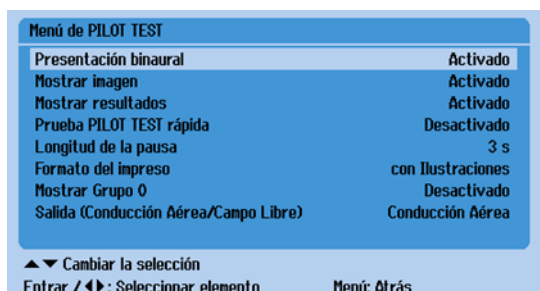 Menú de PILOT TEST
Presentación binaural Activado
Mostrar imagen Activado
Mostrar resultados Activado
Prueba PILOT TEST rápida Desactivado
Longitud de la pausa 3 s
Formato del impreso con Ilustraciones
Mostrar Grupo 0 Desactivado
Salida (Conducción Aérea/Campo Libre) Conducción Aérea
▲▼ Cambiar la selección
Entrar / ◀▶: Seleccionar elemento Menú: Atrás